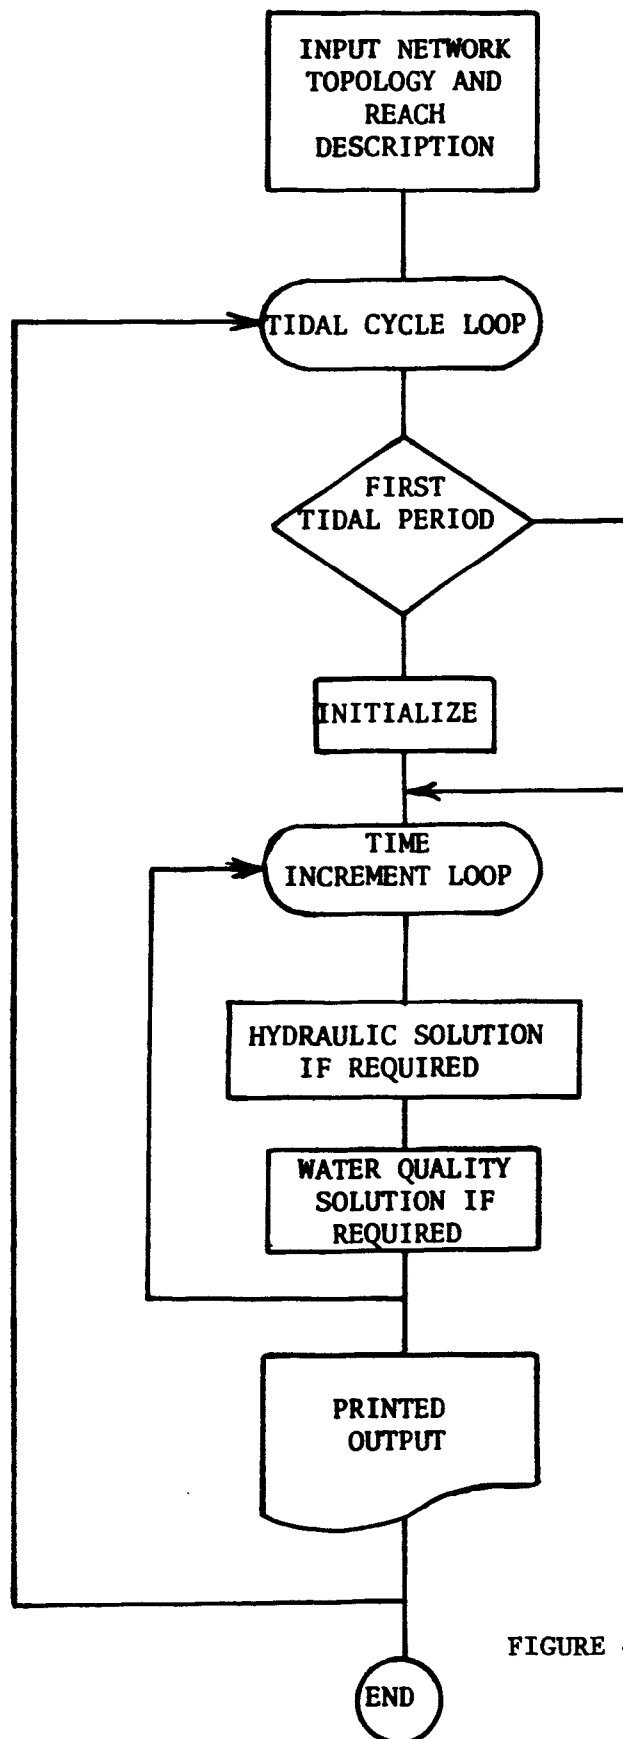 INPUT NETWORK
TOPOLOGY AND
REACH
DESCRIPTION
TIDAL CYCLE LOOP
FIRST
TIDAL PERIOD
INITIALIZE
TIME
INCREMENT LOOP
HYDRAULIC SOLUTION
IF REQUIRED
WATER QUALITY
SOLUTION IF
REQUIRED
PRINTED
OUTPUT
FIGURE
END